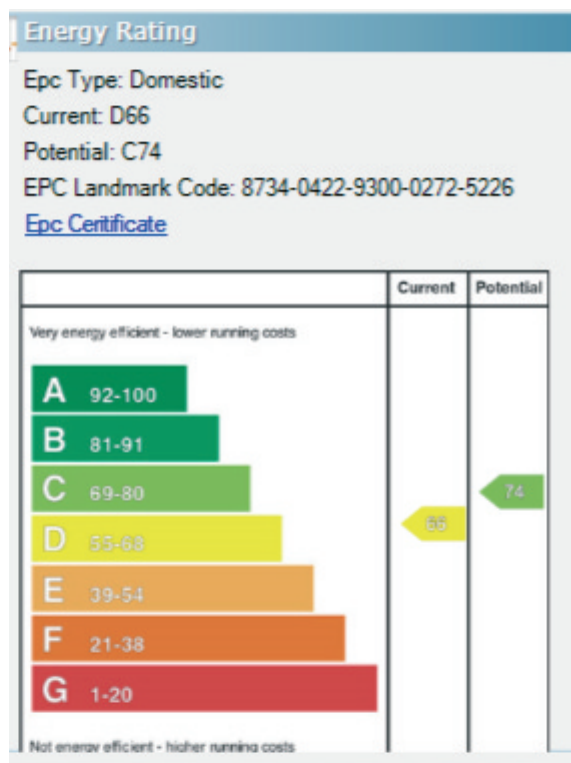 Energy Rating
Epc Type: Domestic
Current: D66
Potential: C74
EPC Landmark Code: 8734-0422-9300-0272-5226
Epc Ceritificate
Current Potential
Very energy efficient - lower running costs
A 92-100
B 81-91
C 69-80
74
66
D 55-68
E 39-54
F 21-38
G 1-20
Not energy efficient - higher running costs